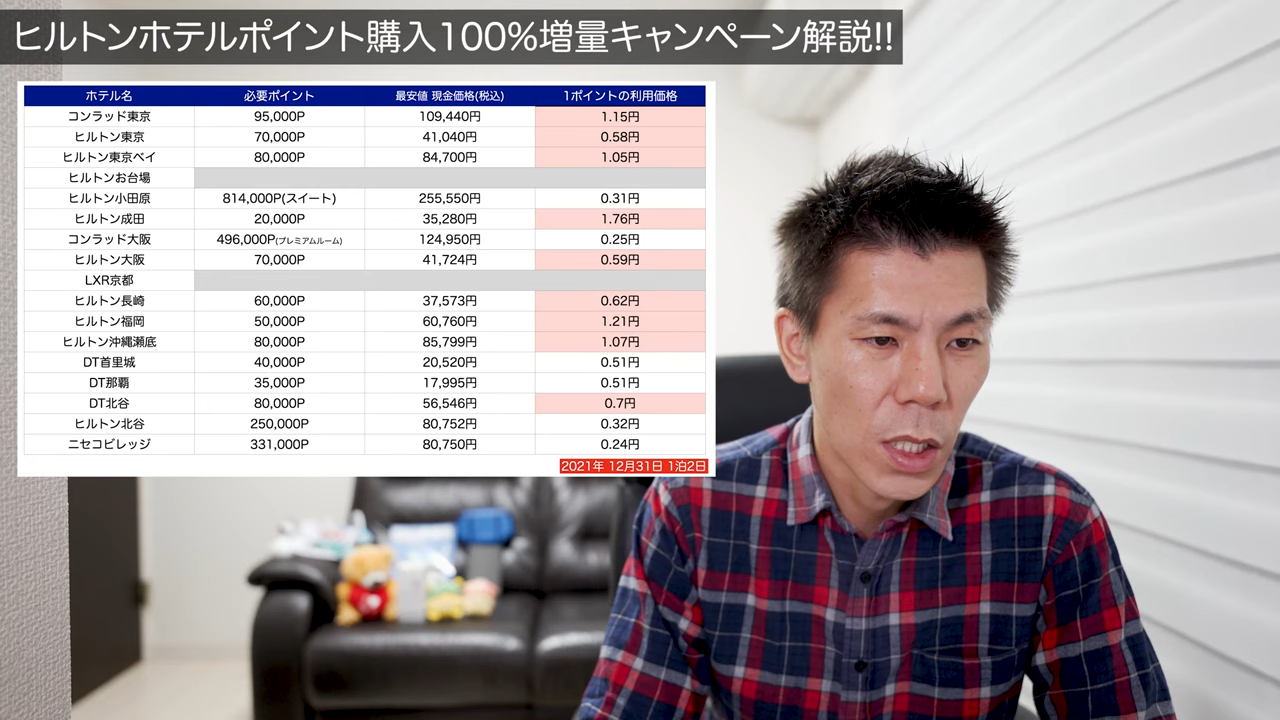 ヒルトンホテルポイント購入100%増量キャンペーン解説!!
ホテル名 必要ポイント 最安値 現金価格(税込) 1ポイントの利用価格
コンラッド東京 95,000P 109,440円 1.15円
ヒルトン東京 70,000P 41,040円 0.58円
ヒルトン東京ベイ 80,000P 84,700円 1.05円
ヒルトンお台場
ヒルトン小田原 814,000P(スイート) 255,550円 0.31円
ヒルトン成田 20,000P 35,280円 1.76円
コンラッド大阪 496,000P(プレミアムルーム) 124,950円 0.25円
ヒルトン大阪 70,000P 41,724円 0.59円
LXR京都
ヒルトン長崎 60,000P 37,573円 0.62円
ヒルトン福岡 50,000P 60,760円 1.21円
ヒルトン沖縄瀬底 80,000P 85,799円 1.07円
DT首里城 40,000P 20,520円 0.51円
DT那覇 35,000P 17,995円 0.51円
DT北谷 80,000P 56,546円 0.7円
ヒルトン北谷 250,000P 80,752円 0.32円
ニセコビレッジ 331,000P 80,750円 0.24円
2021年 12月31日 1泊2日